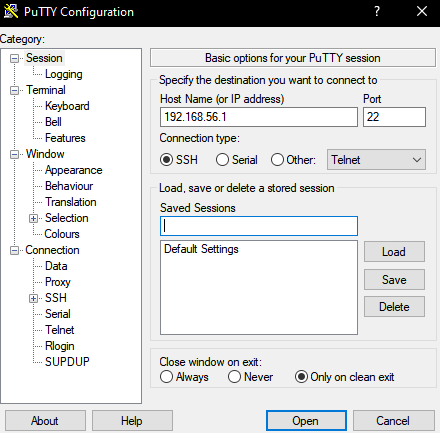 PuTTY Configuration
?
Category:
Session
Logging
Terminal
Keyboard
Bell
Features
Window
Appearance
Behaviour
Translation
Selection
Colours
Connection
Data
Proxy
SSH
Serial
Telnet
Rlogin
SUPDUP
Basic options for your PuTTY session
Specify the destination you want to connect to
Host Name (or IP address) Port
192.168.56.1 22
Connection type:
SSH Serial Other: Telnet
Load, save or delete a stored session
Saved Sessions
Default Settings
Load
Save
Delete
Close window on exit:
Always Never Only on clean exit
About Help Open Cancel